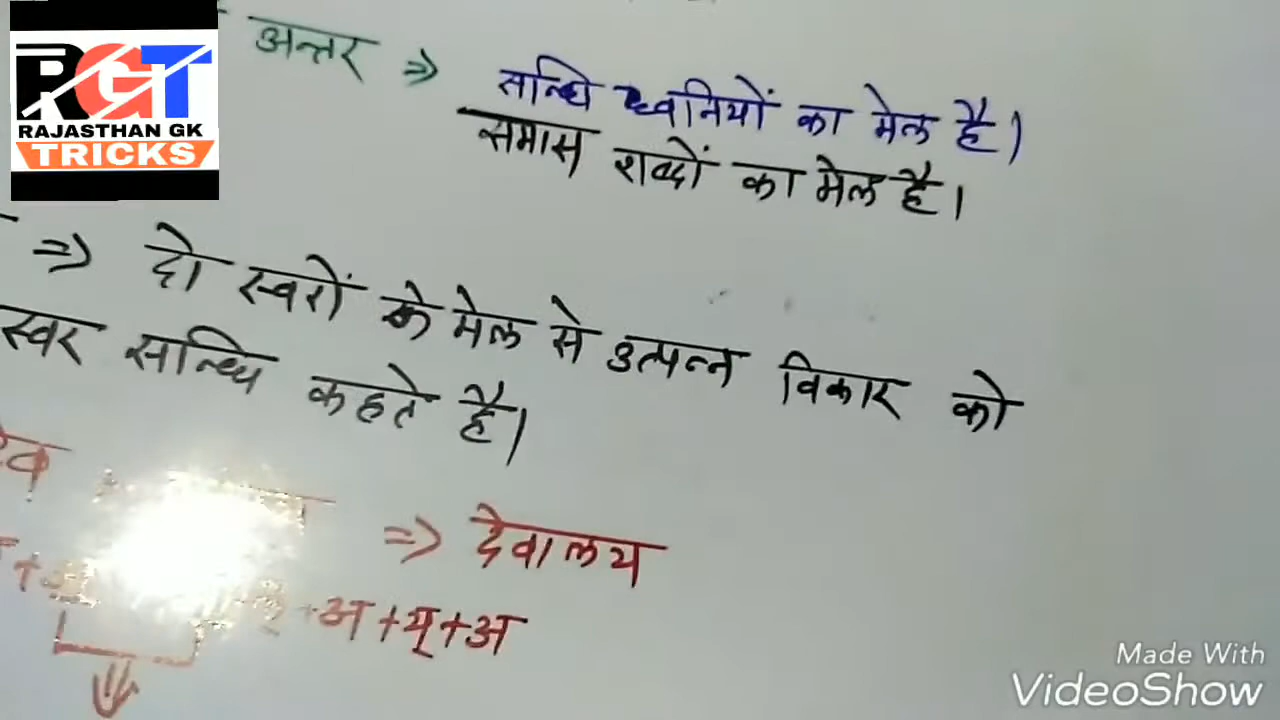 RGT
RAJASTHAN GK
TRICKS
अन्तर ⇒ सन्धि ध्वनियों का मेल है।
समास शब्दों का मेल है।
⇒ दो स्वरों के मेल से उत्पन्न विकार को
स्वर सन्धि कहते है।
⇒ देवालय
+अ+य्+अ
Made With
VideoShow